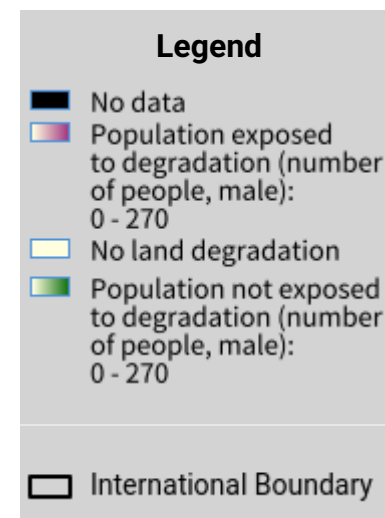 Legend
No data
Population exposed
to degradation (number
of people, male):
0 - 270
No land degradation
Population not exposed
to degradation (number
of people, male):
0 - 270
International Boundary